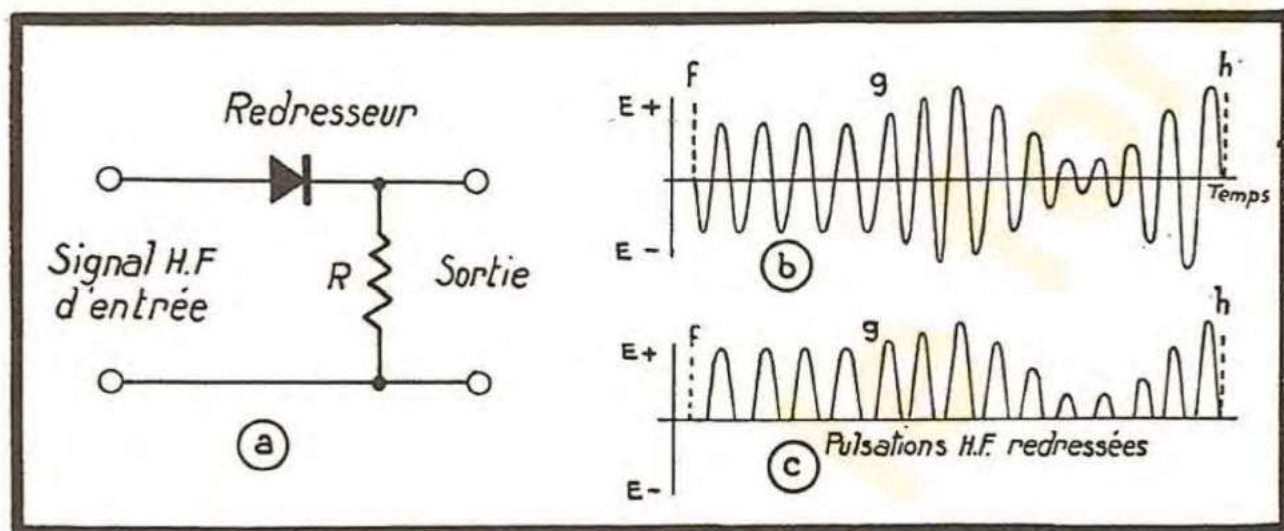 Redresseur
Signal H.F
d'entrée
R
Sortie
a
f
g
h
E +
Temps
E -
b
f
g
h
E +
Pulsations H.F. redressées
E -
c